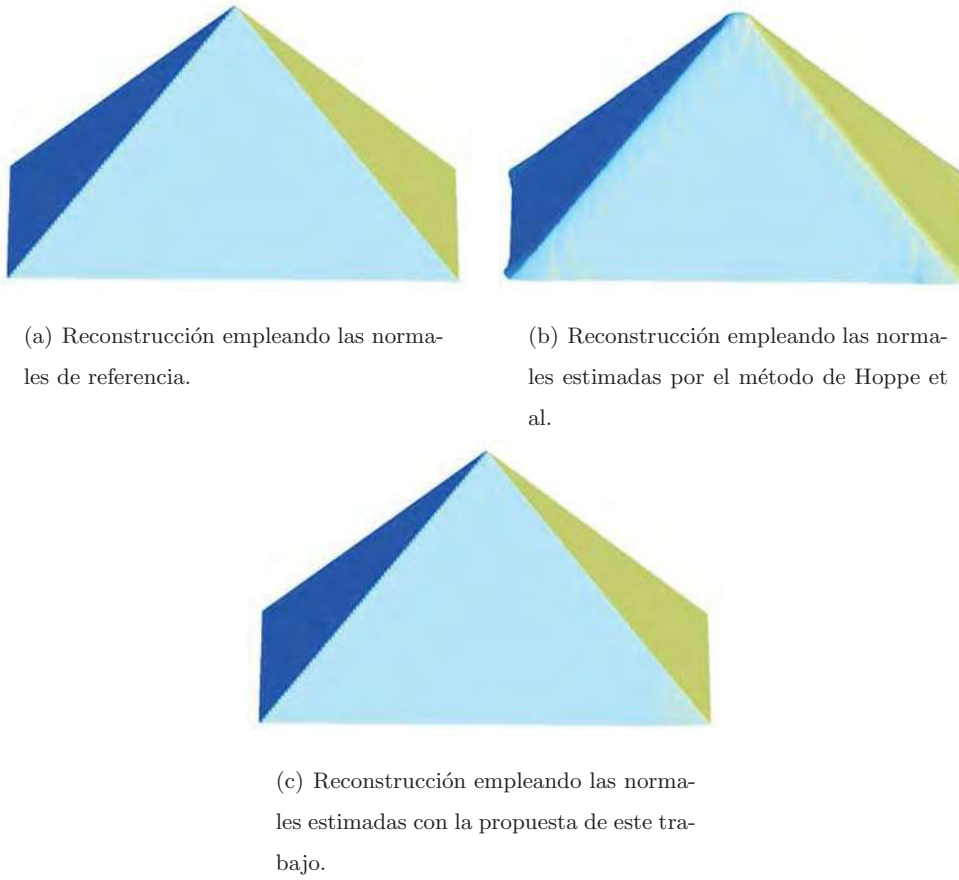 (a) Reconstrucción empleando las norma-
les de referencia.
(b) Reconstrucción empleando las norma-
les estimadas por el método de Hoppe et
al.
(c) Reconstrucción empleando las norma-
les estimadas con la propuesta de este tra-
bajo.